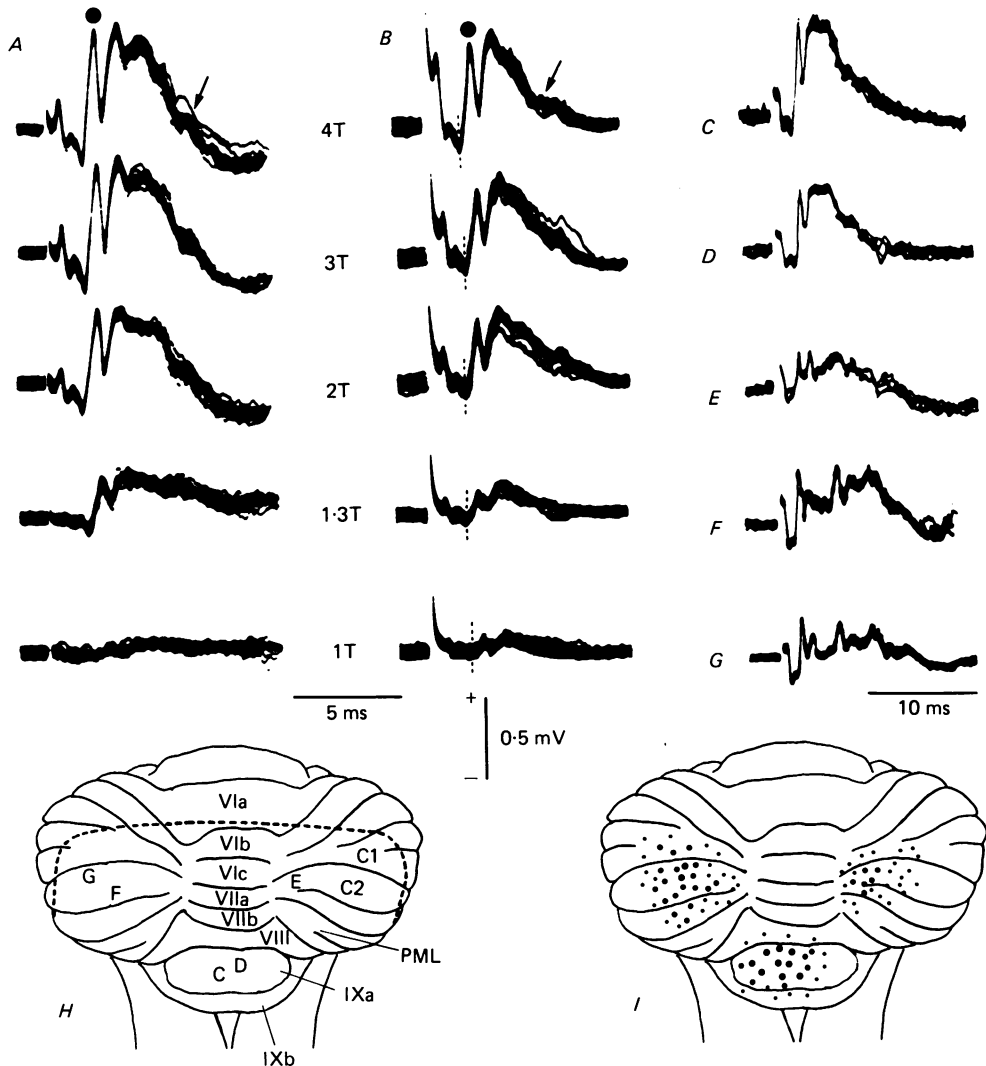 A
B
C
4T
3T
D
2T
E
1·3T
F
1T
G
5 ms
+
0·5 mV
–
10 ms
VIa
VIb
C1
VIc
E
C2
G
F
VIIa
VIIb
VIII
PML
C D
IXa
H
IXb
I